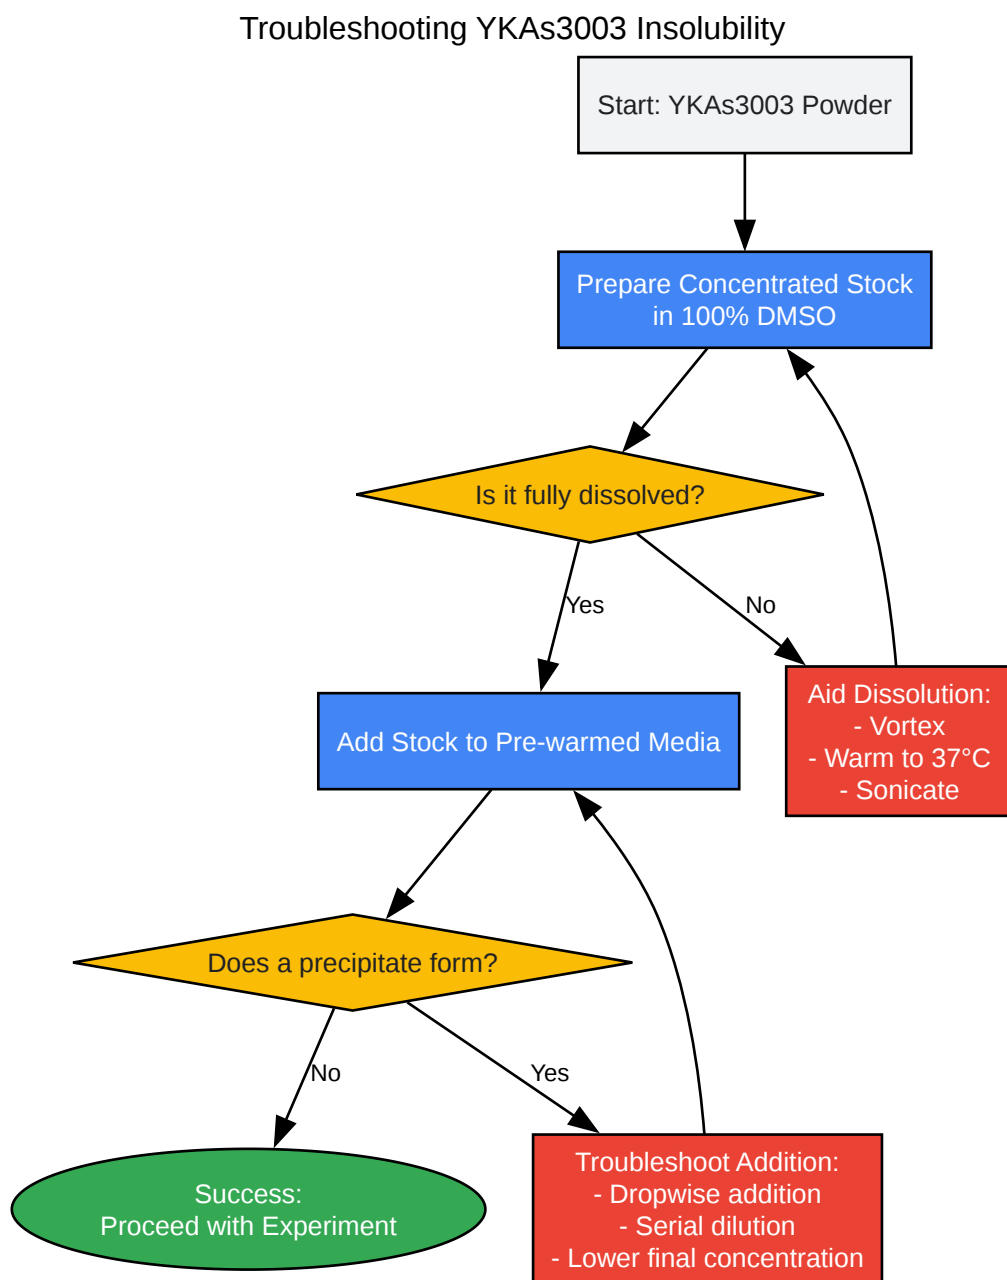 Troubleshooting YKAs3003 Insolubility
Start: YKAs3003 Powder
Prepare Concentrated Stock
in 100% DMSO
Is it fully dissolved?
Yes
No
Aid Dissolution:
- Vortex
- Warm to 37°C
- Sonicate
Add Stock to Pre-warmed Media
Does a precipitate form?
No
Yes
Success:
Proceed with Experiment
Troubleshoot Addition:
- Dropwise addition
- Serial dilution
- Lower final concentration